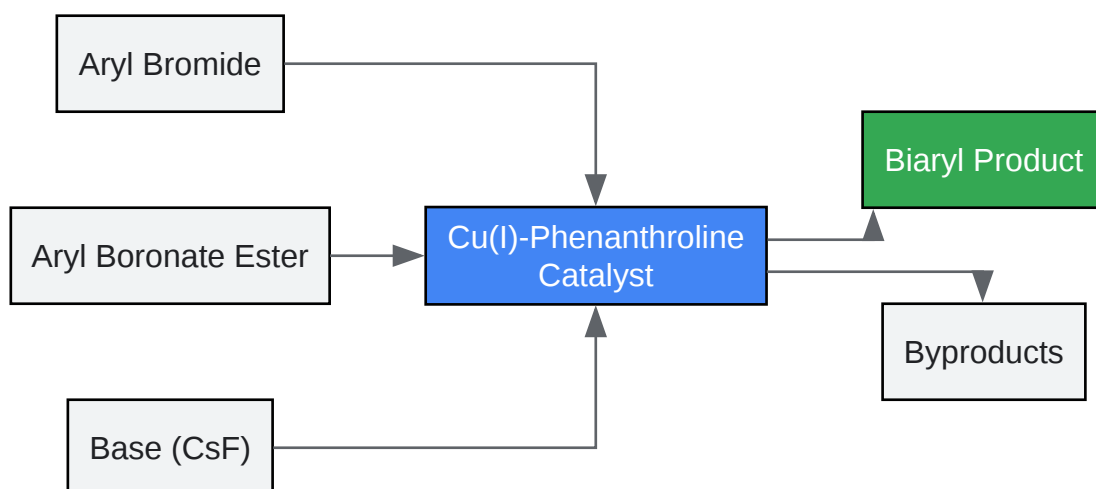 Aryl Bromide
Biaryl Product
Aryl Boronate Ester
Cu(I)-Phenanthroline
Catalyst
Byproducts
Base (CsF)